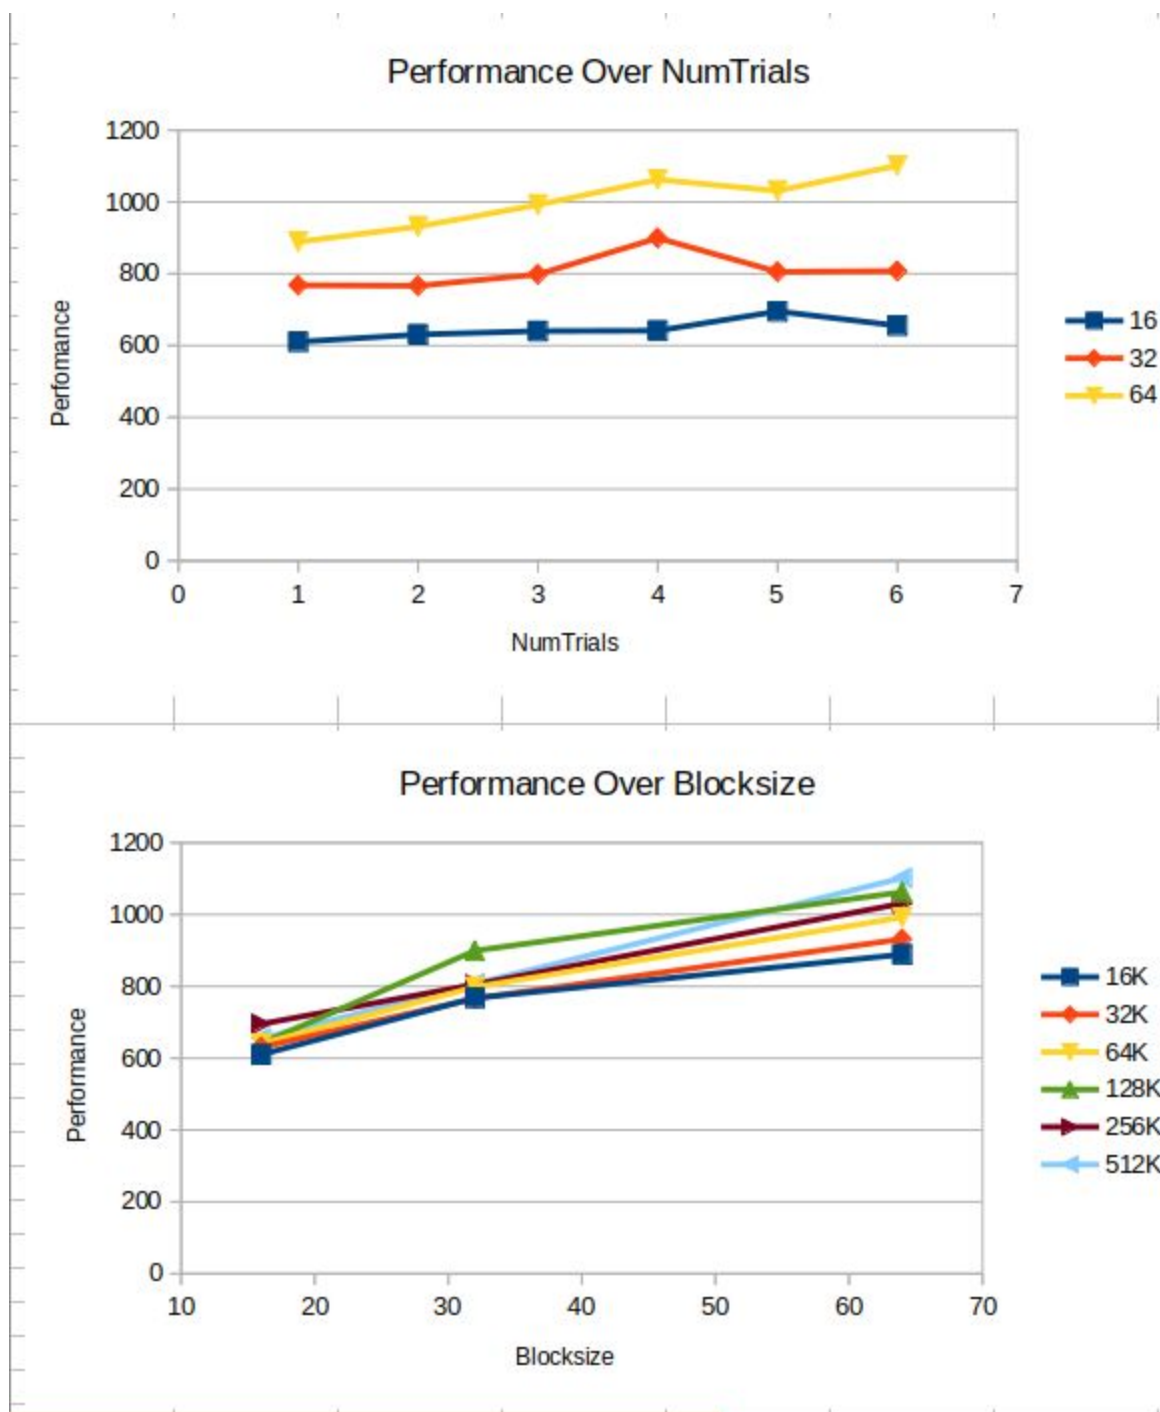 Performance Over NumTrials
1200
1000
800
600
400
200
0
Perfomance
0 1 2 3 4 5 6 7
NumTrials
16
32
64
Performance Over Blocksize
1200
1000
800
600
400
200
0
Performance
10 20 30 40 50 60 70
Blocksize
16K
32K
64K
128K
256K
512K